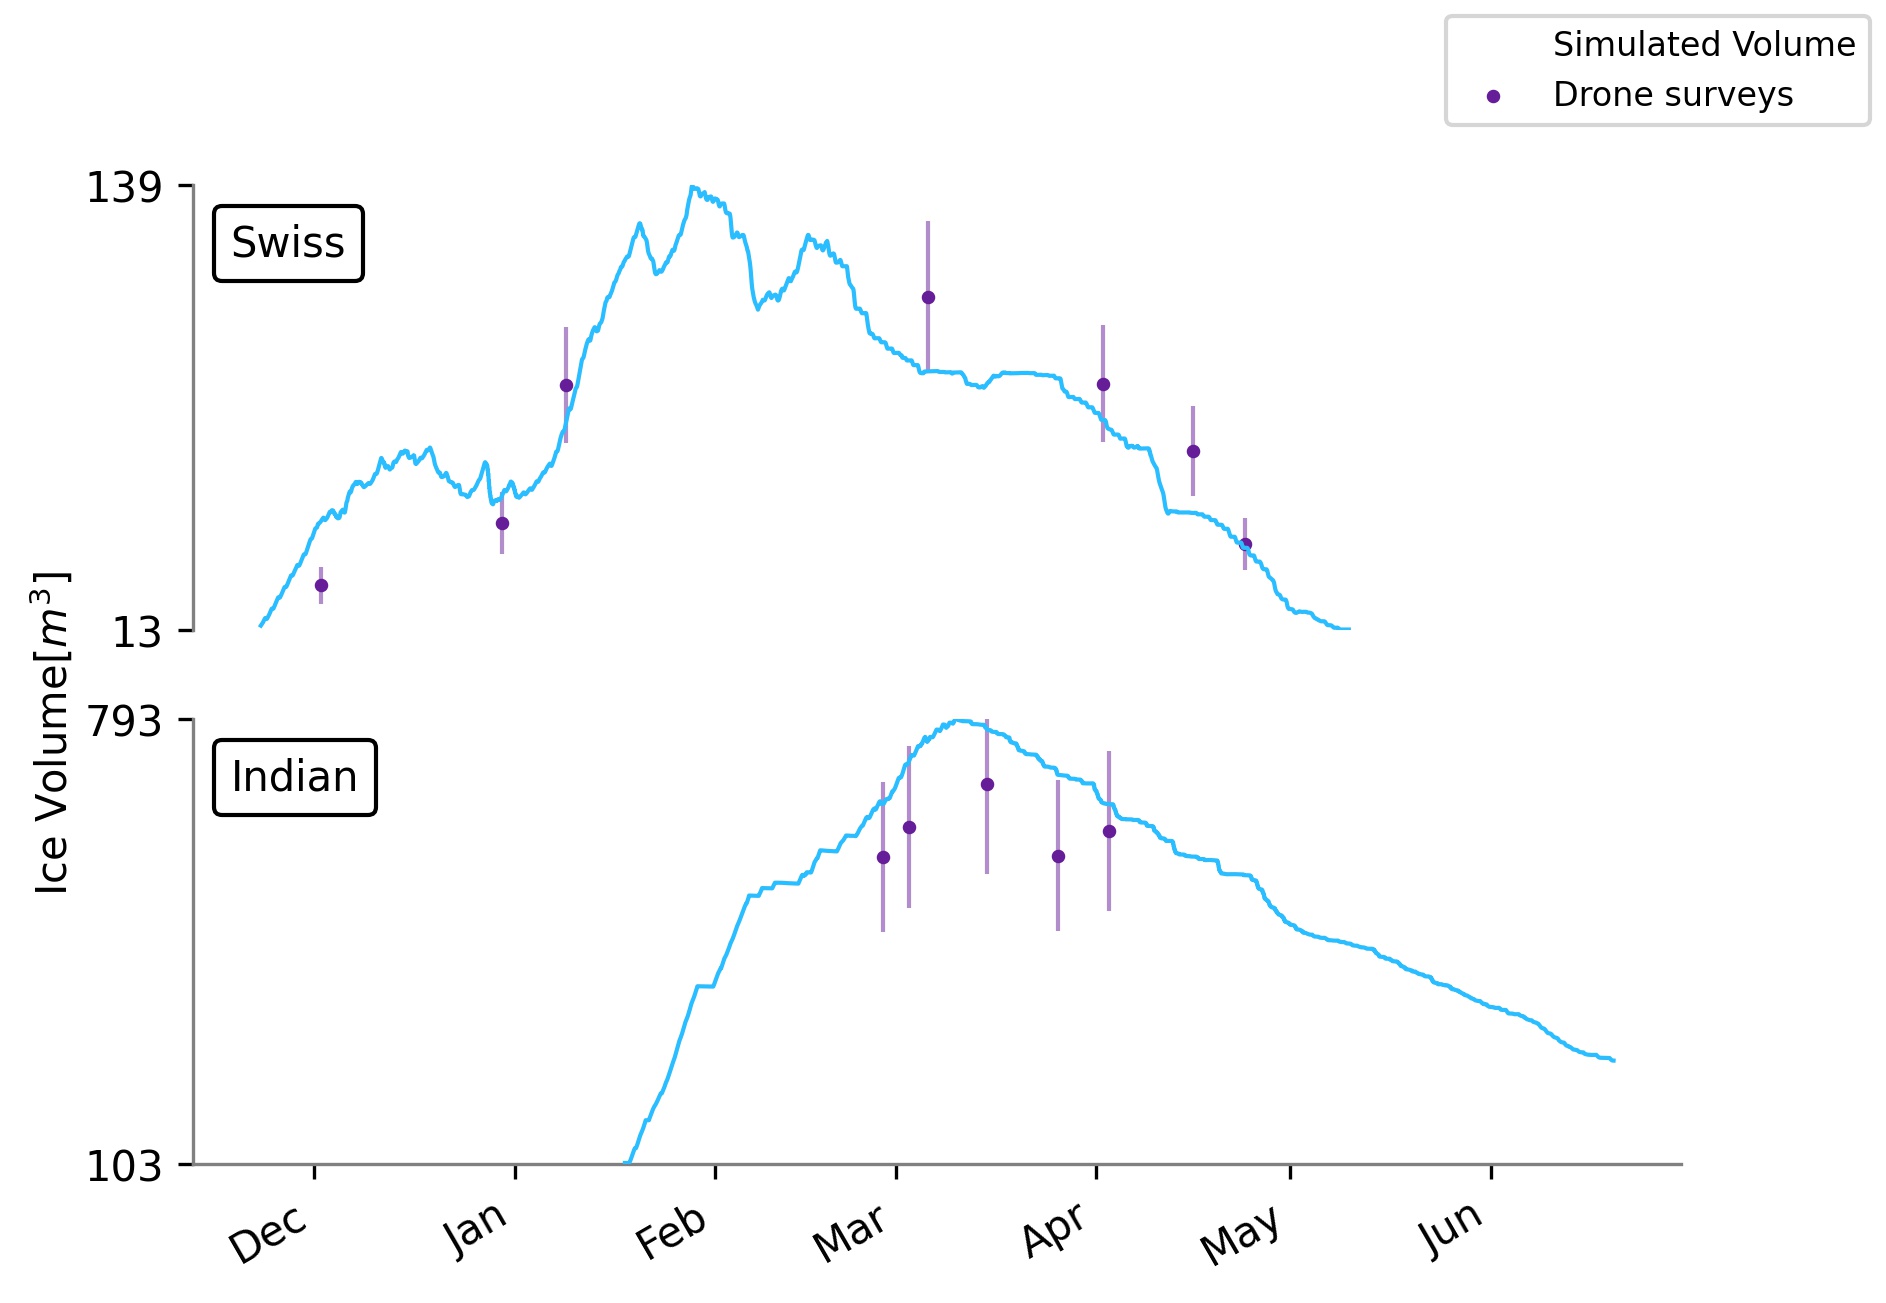 Simulated Volume
Drone surveys
139
Swiss
13
Ice Volume[m³]
793
Indian
103
Dec
Jan
Feb
Mar
Apr
May
Jun